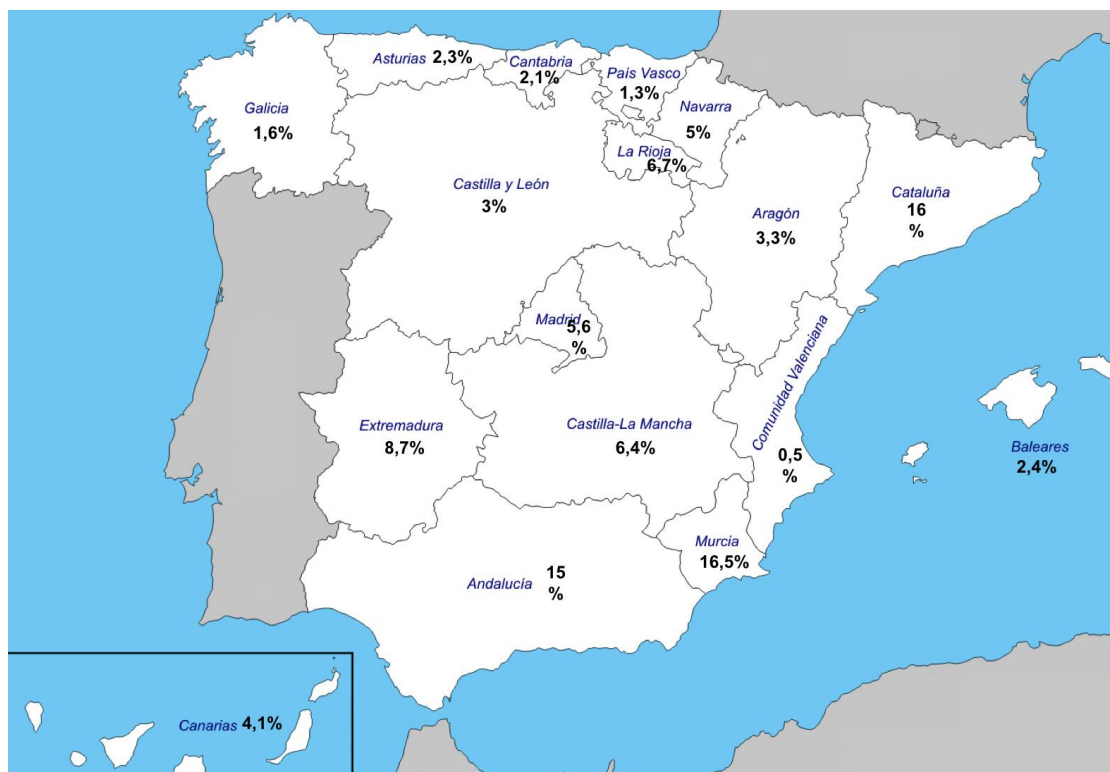 Asturias 2,3%
Cantabria
2,1%
País Vasco
1,3%
Navarra
5%
Galicia
1,6%
La Rioja
6,7%
Castilla y León
3%
Aragón
3,3%
Cataluña
16
%
Madrid
5,6
%
Comunidad Valenciana
0,5
%
Extremadura
8,7%
Castilla-La Mancha
6,4%
Baleares
2,4%
Murcia
16,5%
Andalucía
15
%
Canarias 4,1%